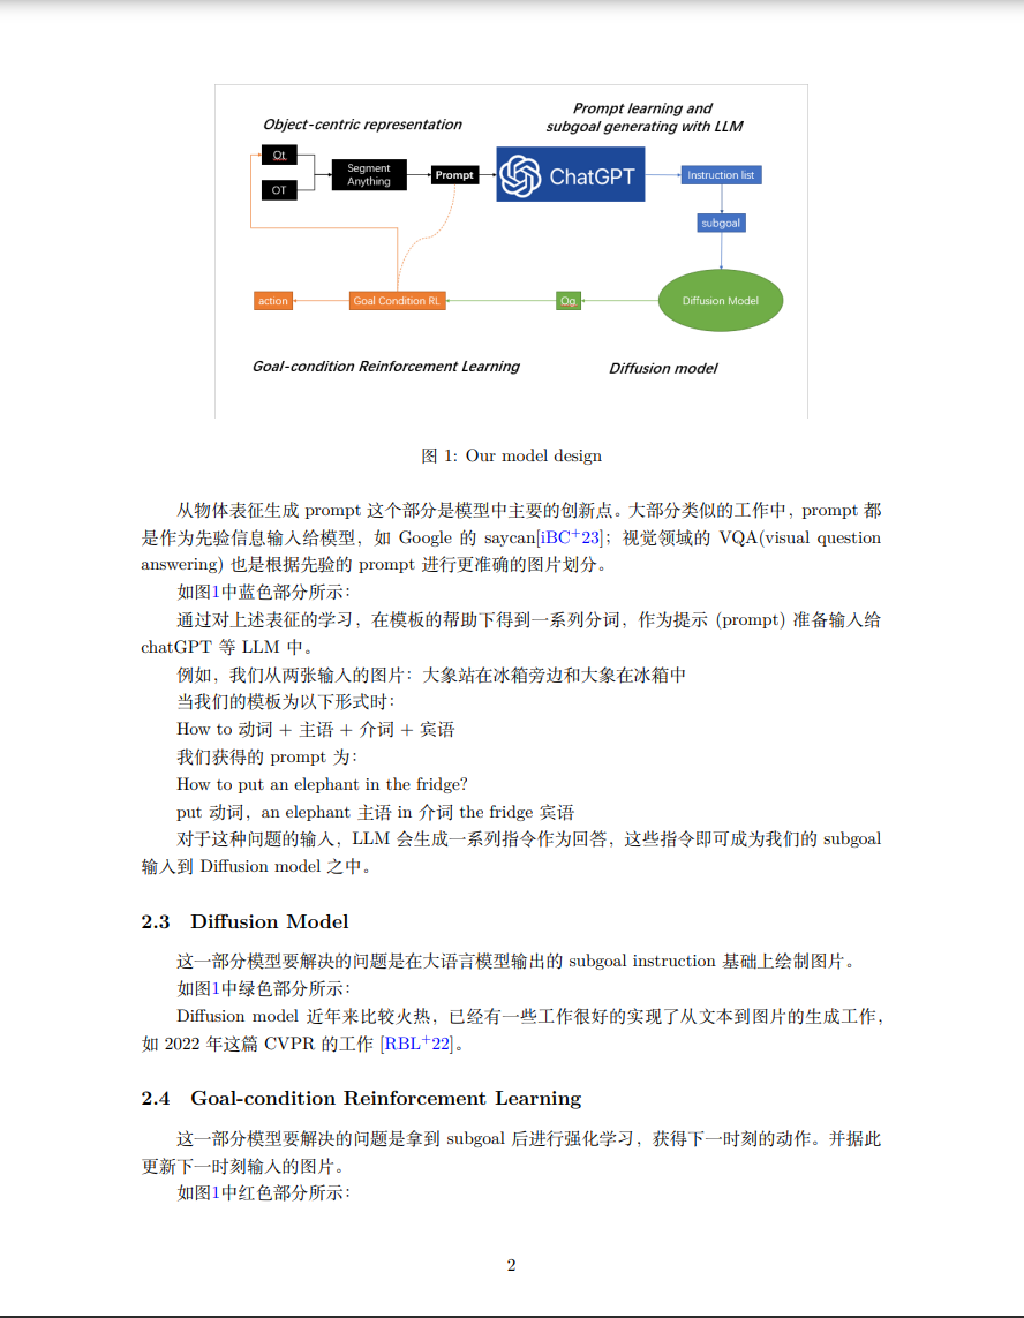 Object-centric representation
Prompt learning and
subgoal generating with LLM
Ot
OT
Segment
Anything
Prompt
ChatGPT
Instruction list
subgoal
action
Goal Condition RL
Og
Diffusion Model
Goal-condition Reinforcement Learning
Diffusion model
图 1: Our model design
从物体表征生成 prompt 这个部分是模型中主要的创新点。大部分类似的工作中，prompt 都
是作为先验信息输入给模型，如 Google 的 saycan[iBC+23]；视觉领域的 VQA(visual question
answering) 也是根据先验的 prompt 进行更准确的图片划分。
如图1中蓝色部分所示：
通过对上述表征的学习，在模板的帮助下得到一系列分词，作为提示 (prompt) 准备输入给
chatGPT 等 LLM 中。
例如，我们从两张输入的图片：大象站在冰箱旁边和大象在冰箱中
当我们的模板为以下形式时：
How to 动词 + 主语 + 介词 + 宾语
我们获得的 prompt 为：
How to put an elephant in the fridge?
put 动词，an elephant 主语 in 介词 the fridge 宾语
对于这种问题的输入，LLM 会生成一系列指令作为回答，这些指令即可成为我们的 subgoal
输入到 Diffusion model 之中。
2.3 Diffusion Model
这一部分模型要解决的问题是在大语言模型输出的 subgoal instruction 基础上绘制图片。
如图1中绿色部分所示：
Diffusion model 近年来比较火热，已经有一些工作很好的实现了从文本到图片的生成工作，
如 2022 年这篇 CVPR 的工作 [RBL+22]。
2.4 Goal-condition Reinforcement Learning
这一部分模型要解决的问题是拿到 subgoal 后进行强化学习，获得下一时刻的动作。并据此
更新下一时刻输入的图片。
如图1中红色部分所示：
2